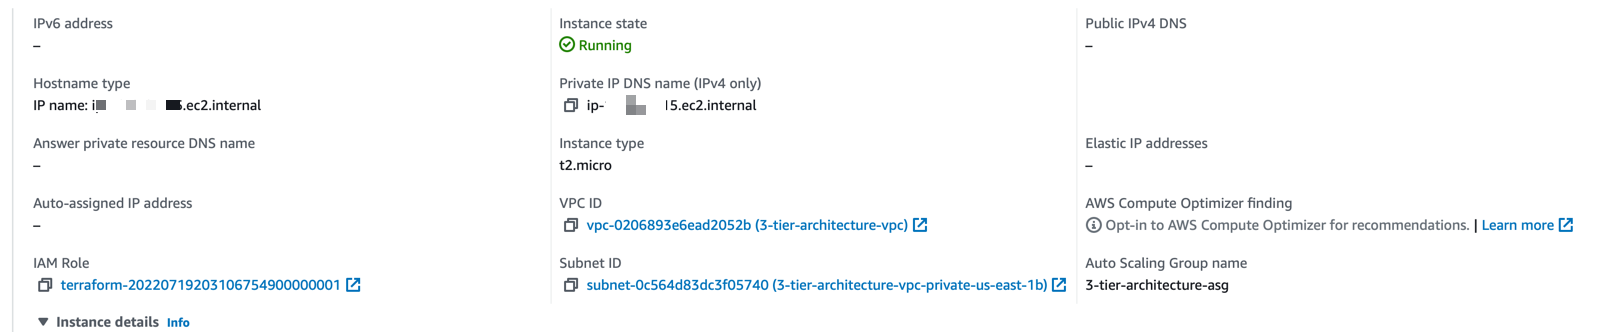 IPv6 address
–
Hostname type
IP name: i .ec2.internal
Answer private resource DNS name
–
Auto-assigned IP address
–
IAM Role
terraform-20220719203106754900000001
Instance details Info
Instance state
Running
Private IP DNS name (IPv4 only)
ip- 15.ec2.internal
Instance type
t2.micro
VPC ID
vpc-0206893e6ead2052b (3-tier-architecture-vpc)
Subnet ID
subnet-0c564d83dc3f05740 (3-tier-architecture-vpc-private-us-east-1b)
Public IPv4 DNS
–
Elastic IP addresses
–
AWS Compute Optimizer finding
Opt-in to AWS Compute Optimizer for recommendations. | Learn more
Auto Scaling Group name
3-tier-architecture-asg